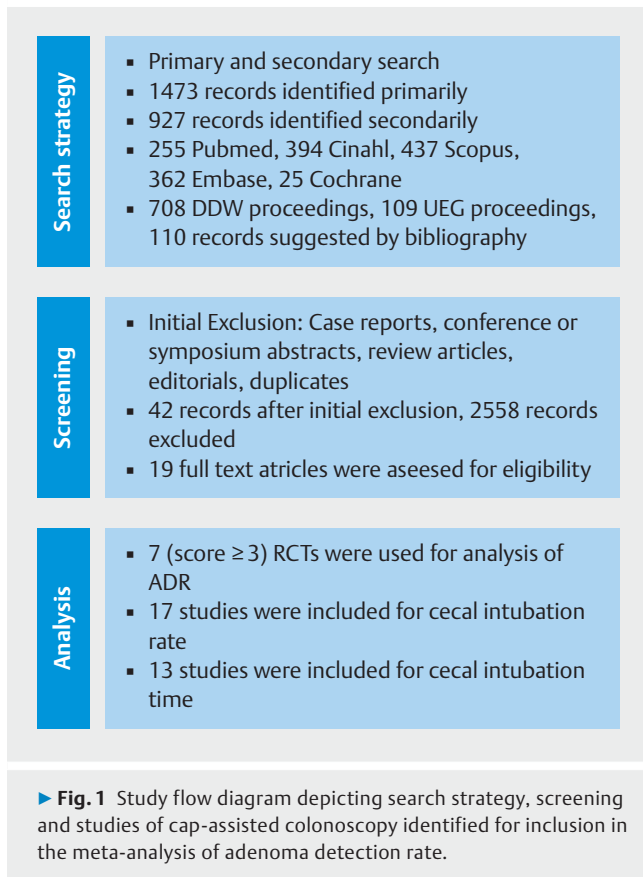 Search strategy
▪ Primary and secondary search
▪ 1473 records identified primarily
▪ 927 records identified secondarily
▪ 255 Pubmed, 394 Cinahl, 437 Scopus,
362 Embase, 25 Cochrane
▪ 708 DDW proceedings, 109 UEG proceedings,
110 records suggested by bibliography
Screening
▪ Initial Exclusion: Case reports, conference or
symposium abstracts, review articles,
editorials, duplicates
▪ 42 records after initial exclusion, 2558 records
excluded
▪ 19 full text atricles were aseesed for eligibility
Analysis
▪ 7 (score ≥ 3) RCTs were used for analysis of
ADR
▪ 17 studies were included for cecal intubation
rate
▪ 13 studies were included for cecal intubation
time
▶ Fig. 1 Study flow diagram depicting search strategy, screening
and studies of cap-assisted colonoscopy identified for inclusion in
the meta-analysis of adenoma detection rate.